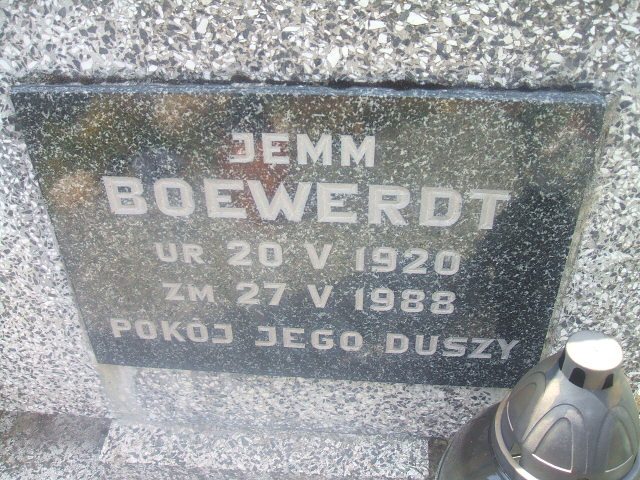 JEMM
BOEWERDT
UR 20 V 1920
ZM 27 V 1988
POKÓJ JEGO DUSZY